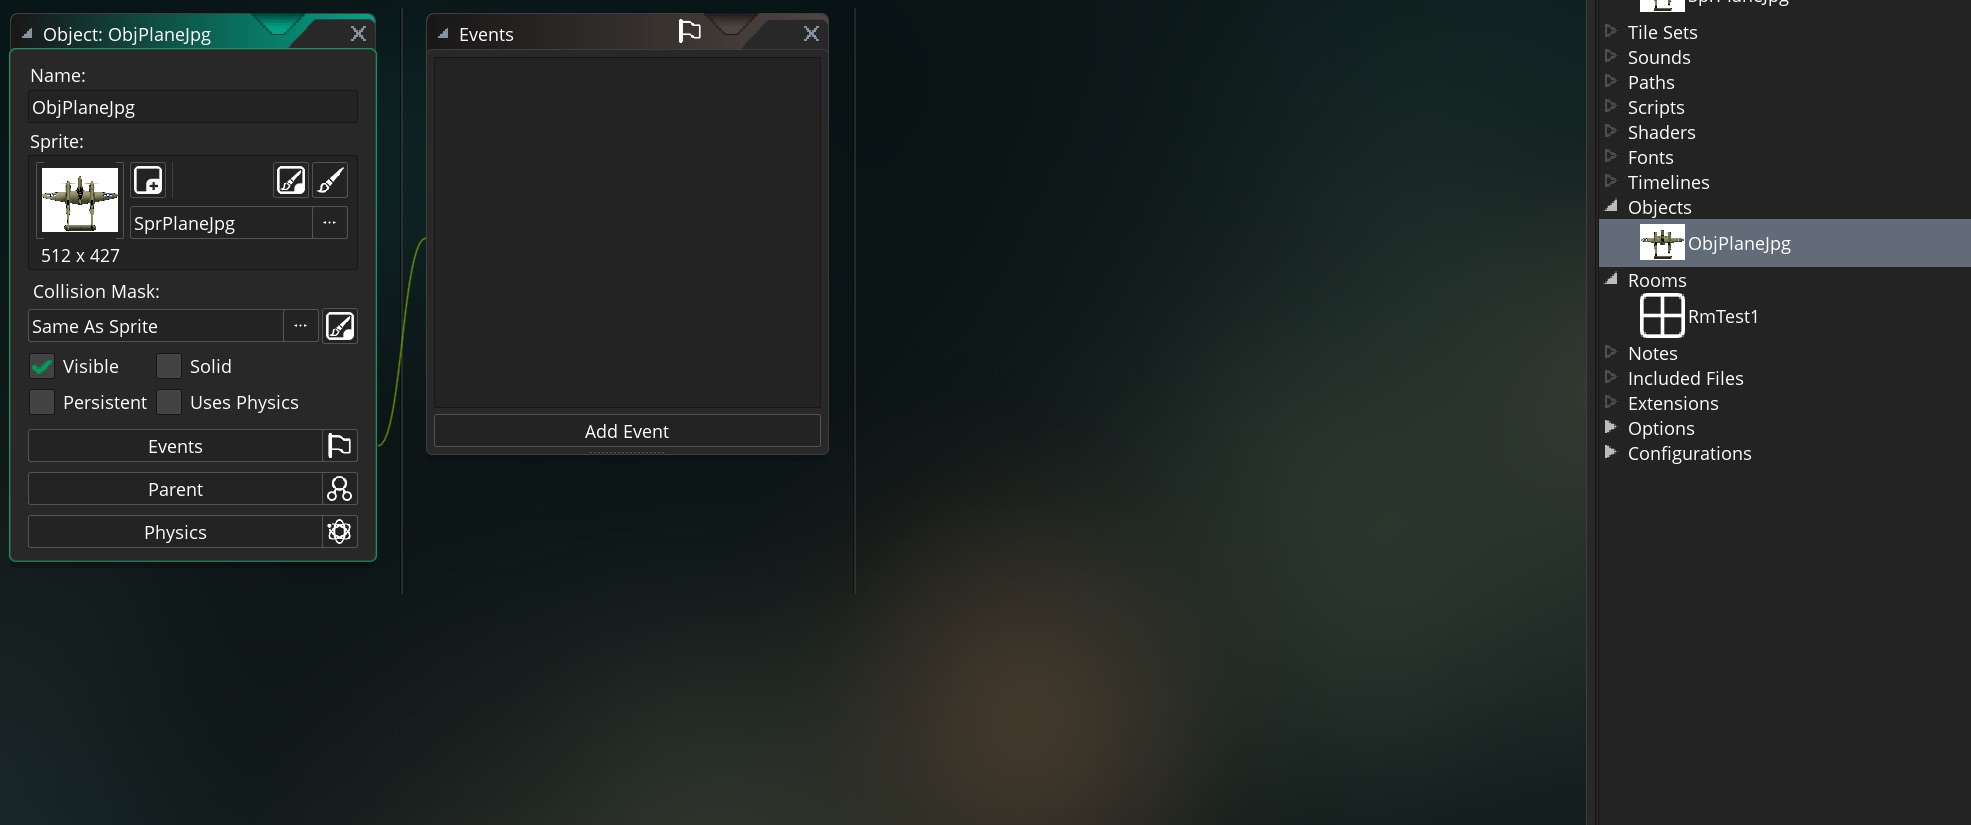 Object: ObjPlaneJpg
Name:
ObjPlaneJpg
Sprite:
SprPlaneJpg
...
512 x 427
Collision Mask:
Same As Sprite
...
Visible
Solid
Persistent
Uses Physics
Events
Parent
Physics
Events
Add Event
SprPlaneJpg
Tile Sets
Sounds
Paths
Scripts
Shaders
Fonts
Timelines
Objects
ObjPlaneJpg
Rooms
RmTest1
Notes
Included Files
Extensions
Options
Configurations